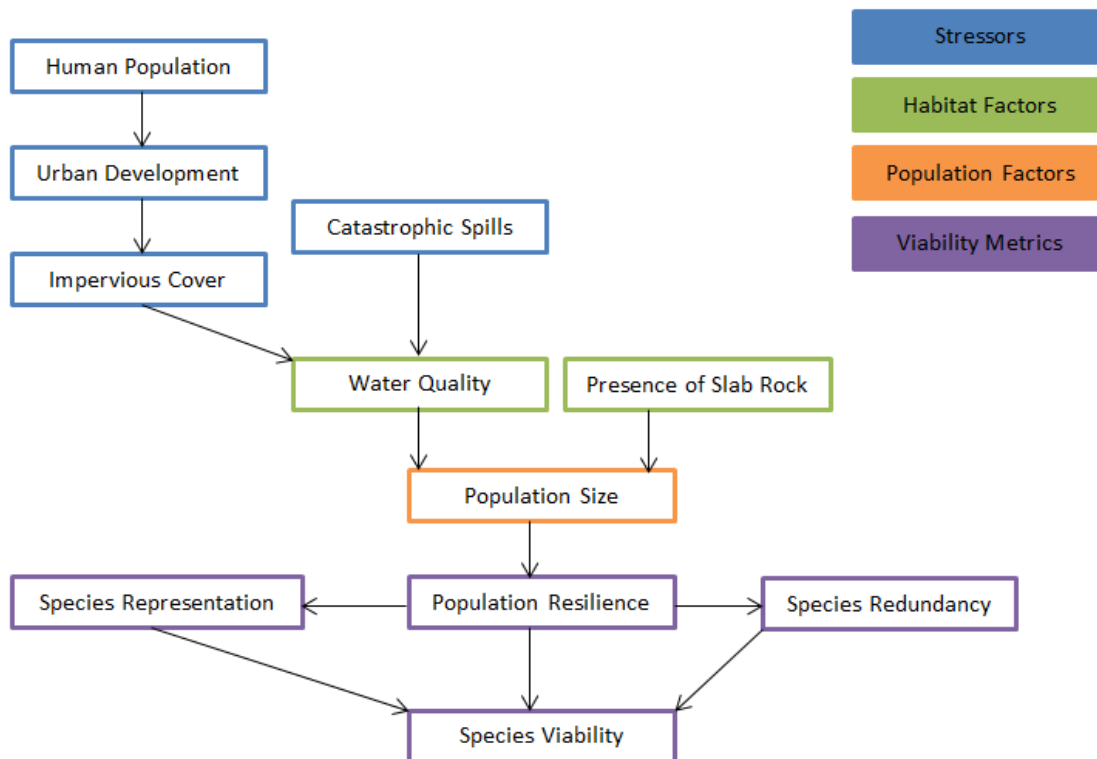 Stressors
Human Population
Habitat Factors
Urban Development
Population Factors
Catastrophic Spills
Viability Metrics
Impervious Cover
Water Quality
Presence of Slab Rock
Population Size
Species Representation
Population Resilience
Species Redundancy
Species Viability